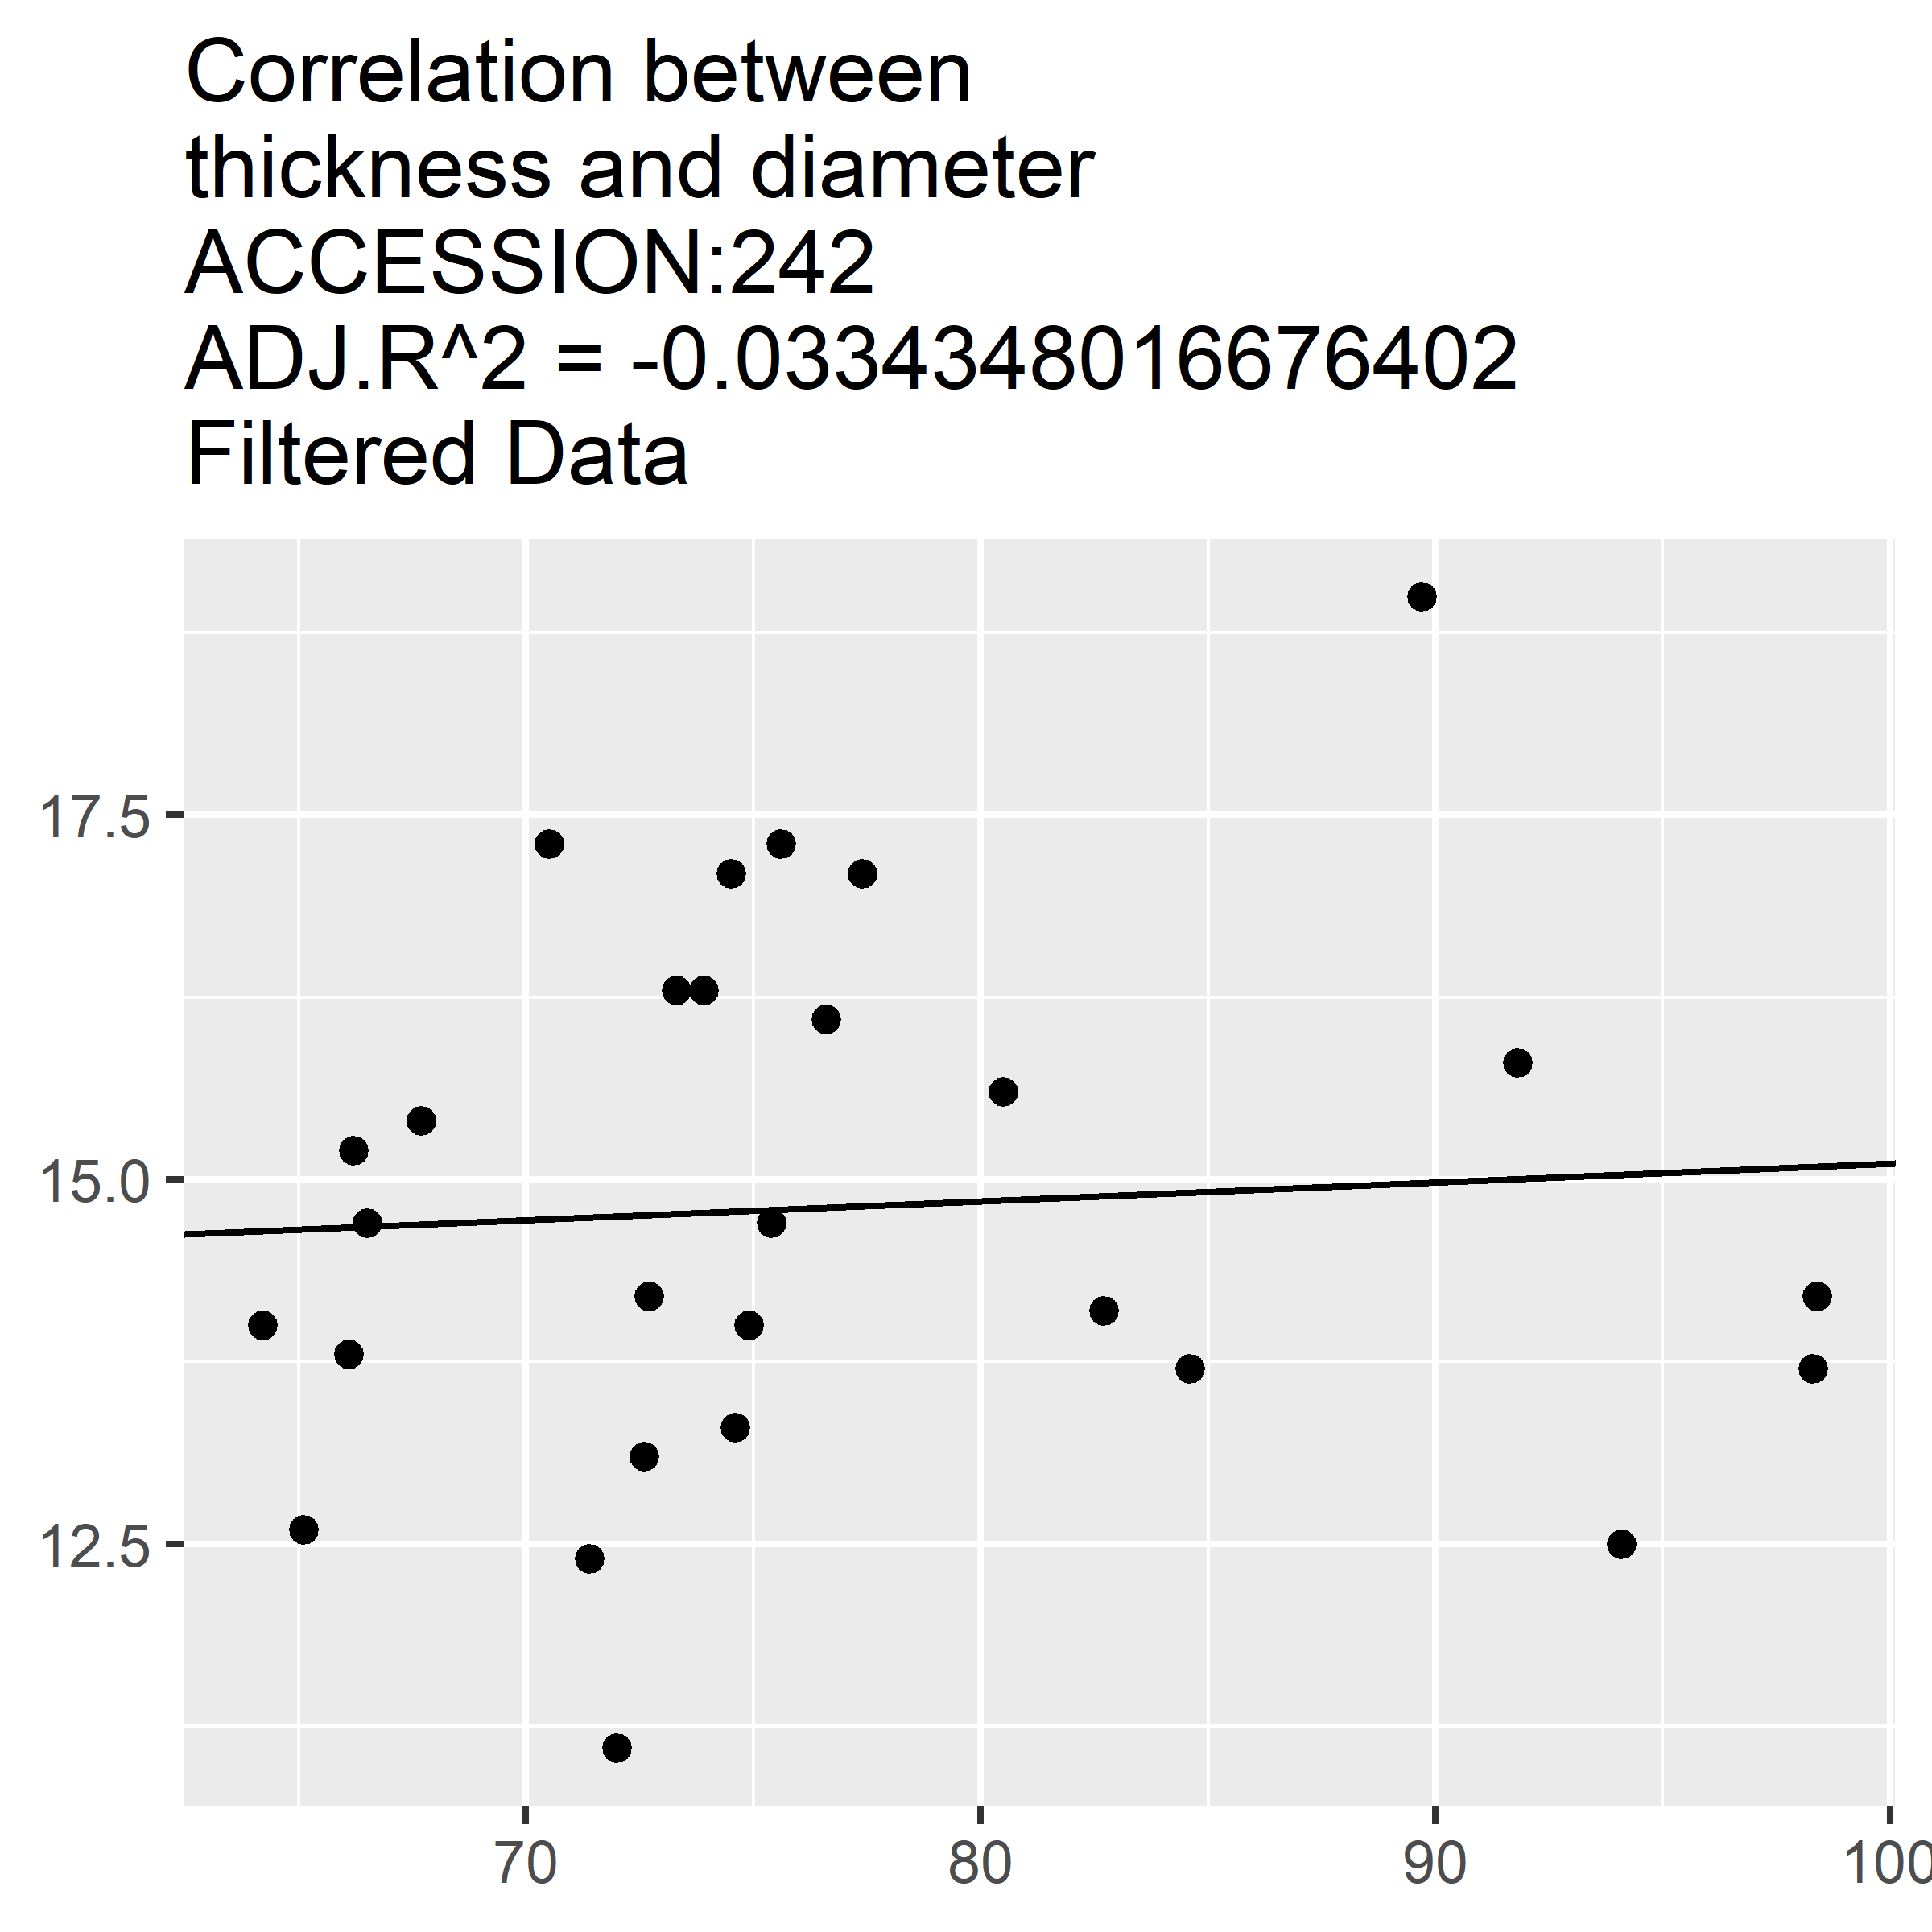 Correlation between
thickness and diameter
ACCESSION:242
ADJ.R^2 = -0.0334348016676402
Filtered Data
17.5
15.0
12.5
70 80 90 100